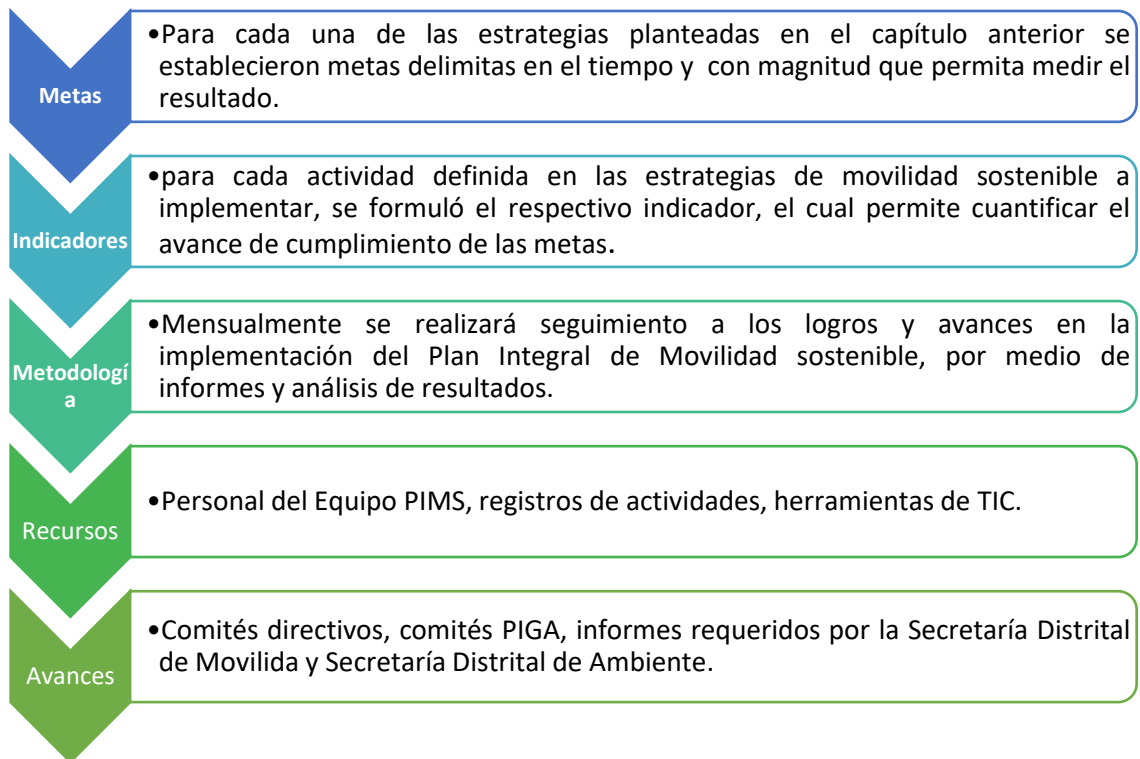 Metas
•Para cada una de las estrategias planteadas en el capítulo anterior se
establecieron metas delimitas en el tiempo y con magnitud que permita medir el
resultado.
Indicadores
•para cada actividad definida en las estrategias de movilidad sostenible a
implementar, se formuló el respectivo indicador, el cual permite cuantificar el
avance de cumplimiento de las metas.
Metodologí
a
•Mensualmente se realizará seguimiento a los logros y avances en la
implementación del Plan Integral de Movilidad sostenible, por medio de
informes y análisis de resultados.
Recursos
•Personal del Equipo PIMS, registros de actividades, herramientas de TIC.
Avances
•Comités directivos, comités PIGA, informes requeridos por la Secretaría Distrital
de Movilida y Secretaría Distrital de Ambiente.